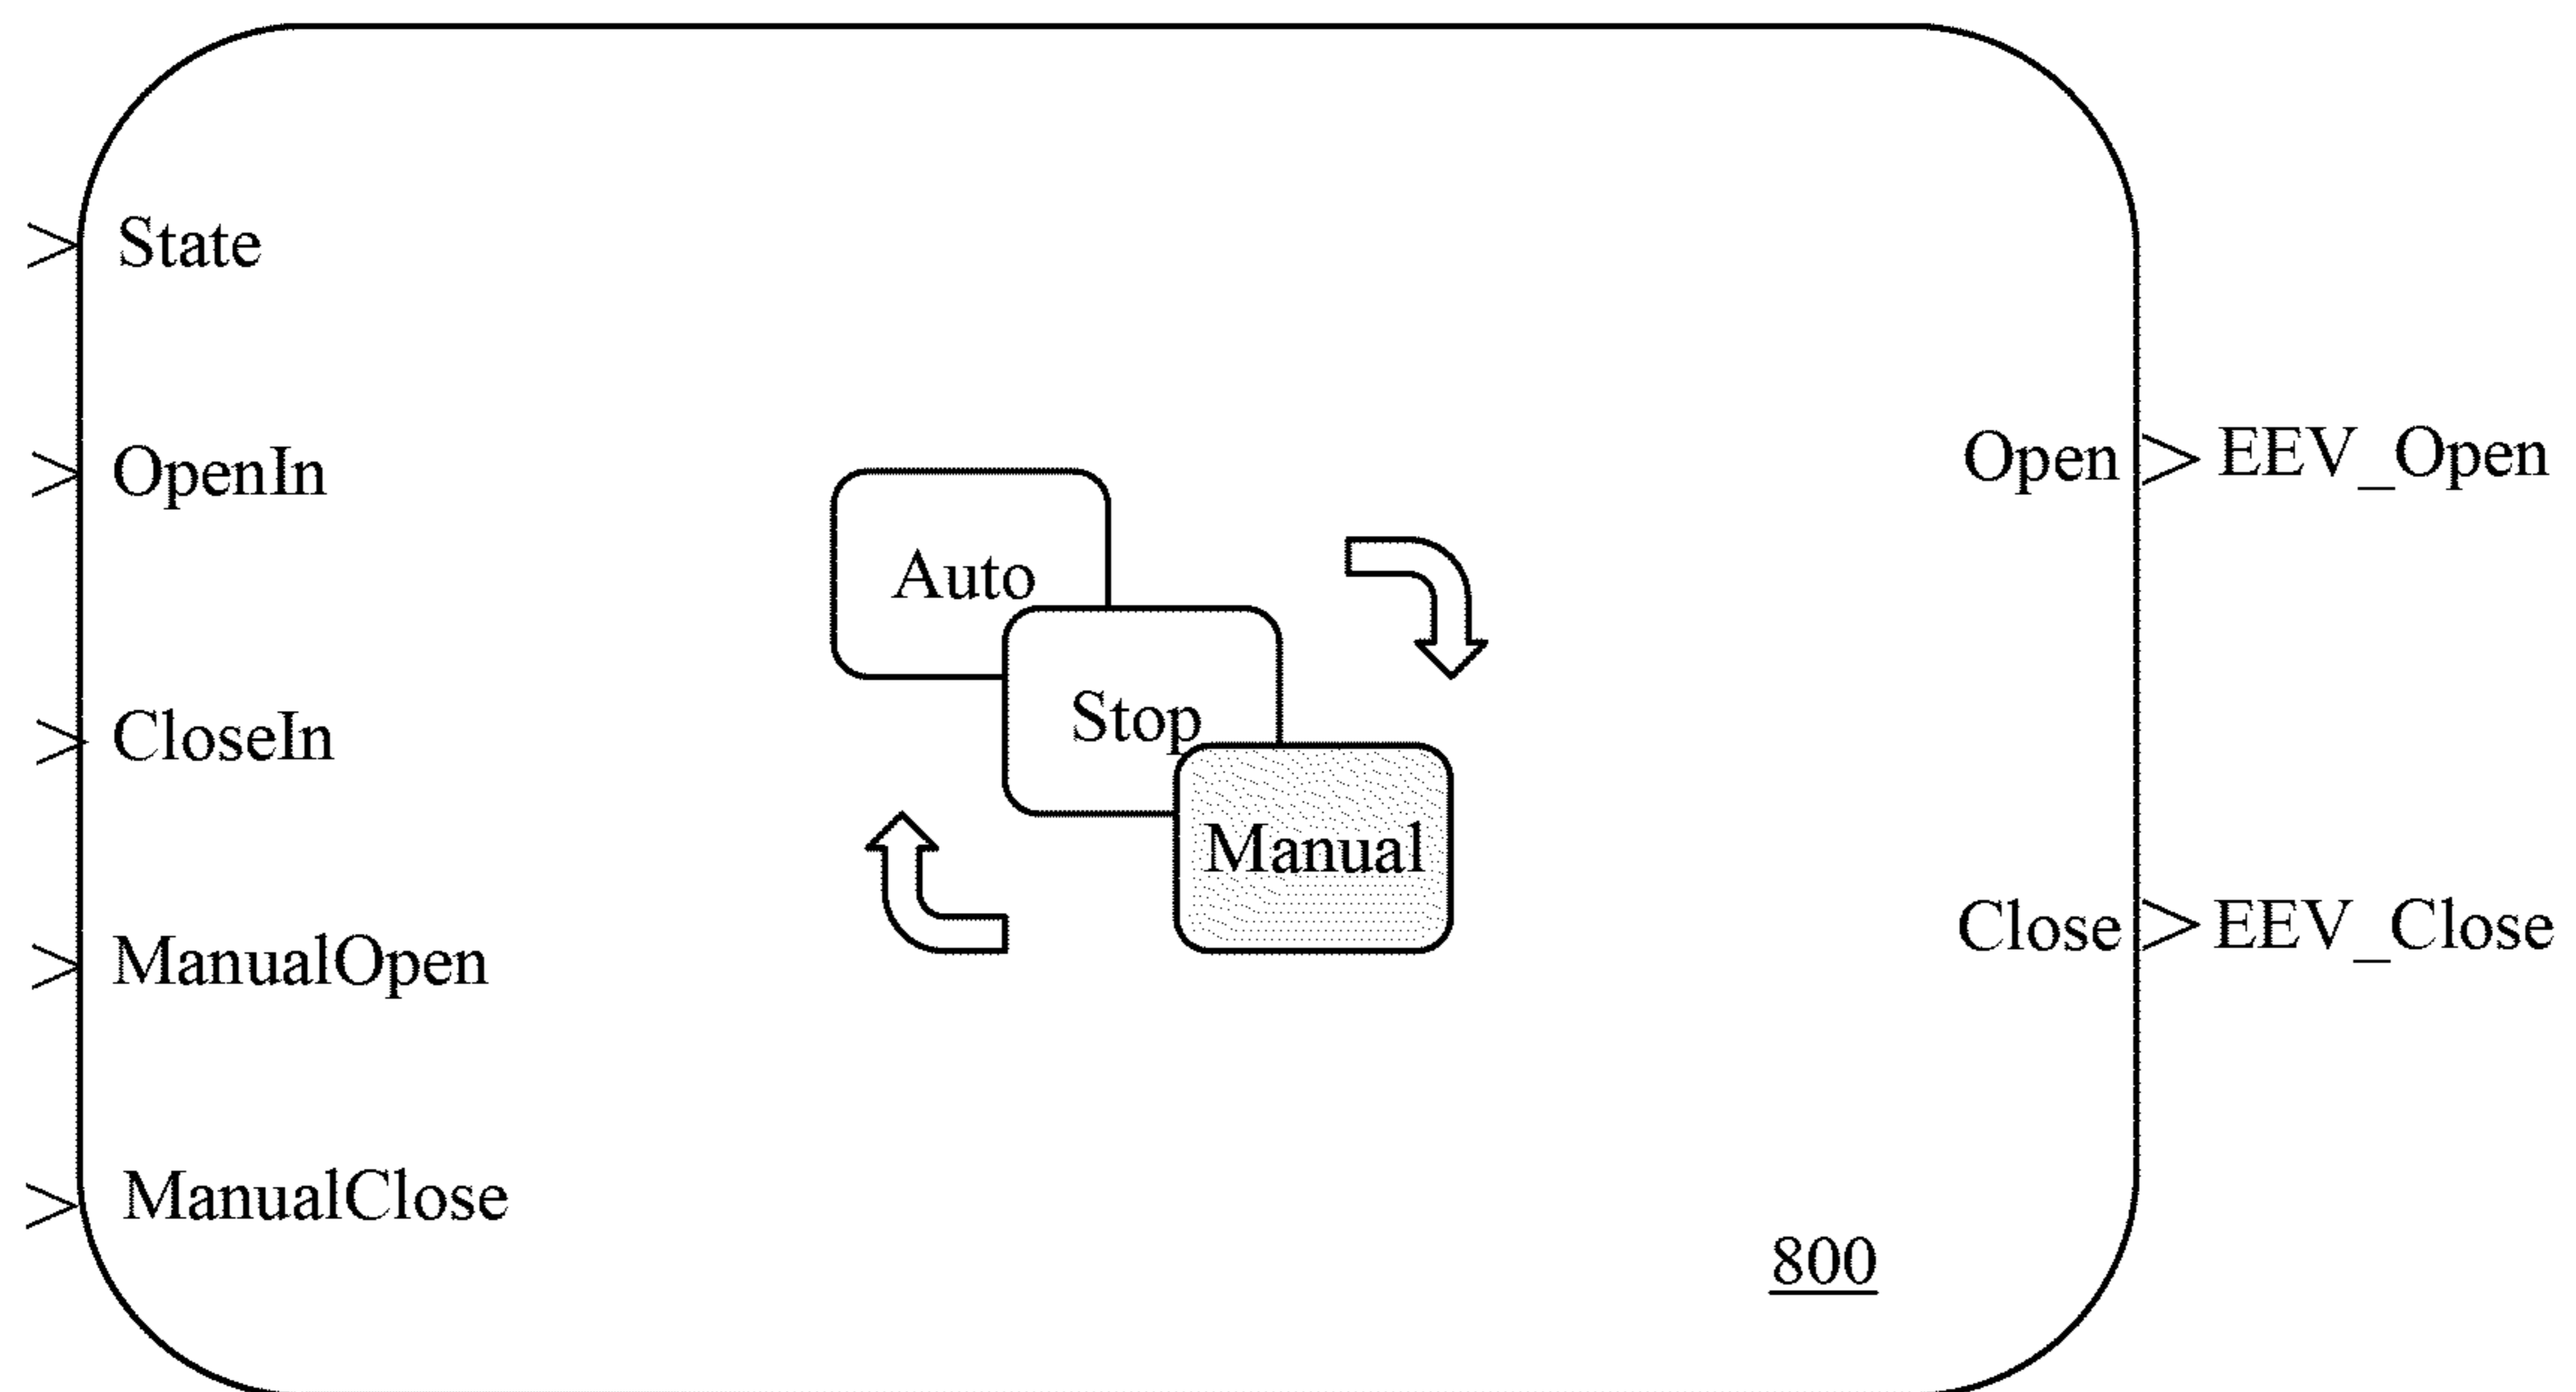 State
OpenIn
CloseIn
ManualOpen
ManualClose
Auto
Stop
Manual
Open EEV_Open
Close EEV_Close
800